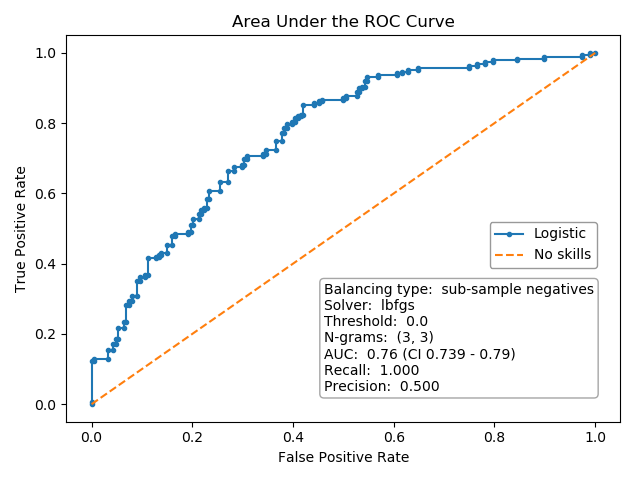 Area Under the ROC Curve
True Positive Rate
1.0
0.8
0.6
0.4
0.2
0.0
Logistic
No skills
Balancing type:  sub-sample negatives
Solver:  lbfgs
Threshold:  0.0
N-grams:  (3, 3)
AUC:  0.76 (CI 0.739 - 0.79)
Recall:  1.000
Precision:  0.500
0.0 0.2 0.4 0.6 0.8 1.0
False Positive Rate